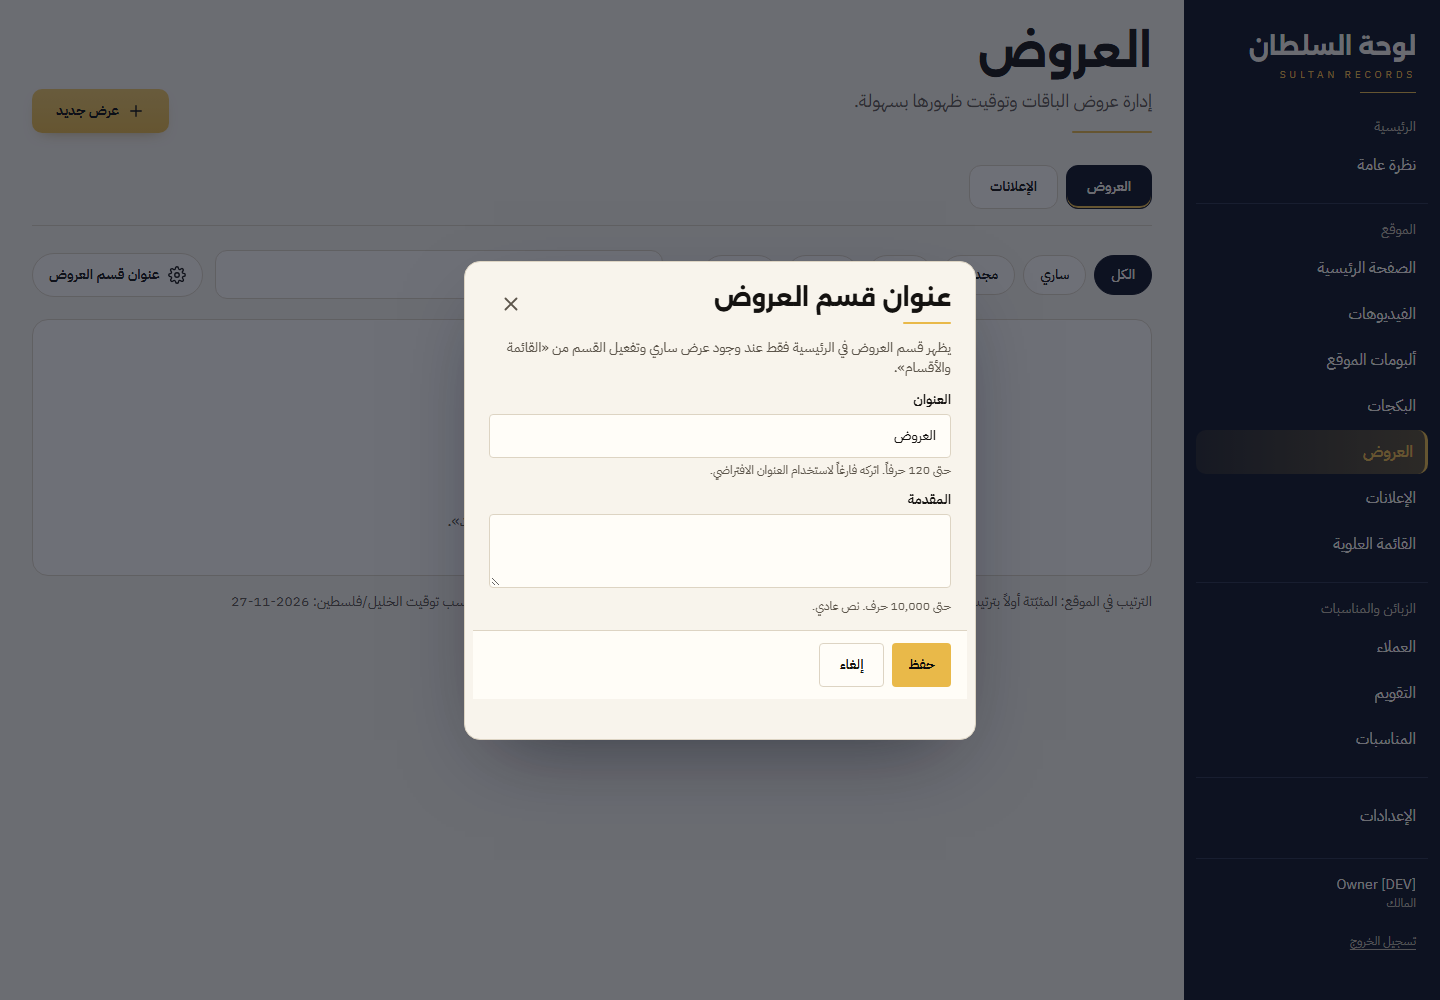 لوحة السلطان
SULTAN RECORDS
الرئيسية
نظرة عامة
الموقع
الصفحة الرئيسية
الفيديوهات
ألبومات الموقع
البكجات
العروض
الإعلانات
القائمة العلوية
الزبائن والمناسبات
العملاء
التقويم
المناسبات
الإعدادات
Owner [DEV]
المالك
تسجيل الخروج
العروض
إدارة عروض الباقات وتوقيت ظهورها بسهولة.
عرض جديد
العروض
الإعلانات
الكل
ساري
عنوان قسم العروض
الترتيب في الموقع: المثبّتة أولاً
توقيت الخليل/فلسطين: 2026-11-27
عنوان قسم العروض
يظهر قسم العروض في الرئيسية فقط عند وجود عرض ساري وتفعيل القسم من «القائمة
والأقسام».
العنوان
العروض
حتى 120 حرفاً. اتركه فارغاً لاستخدام العنوان الافتراضي.
المقدمة
حتى 10,000 حرف. نص عادي.
حفظ
إلغاء